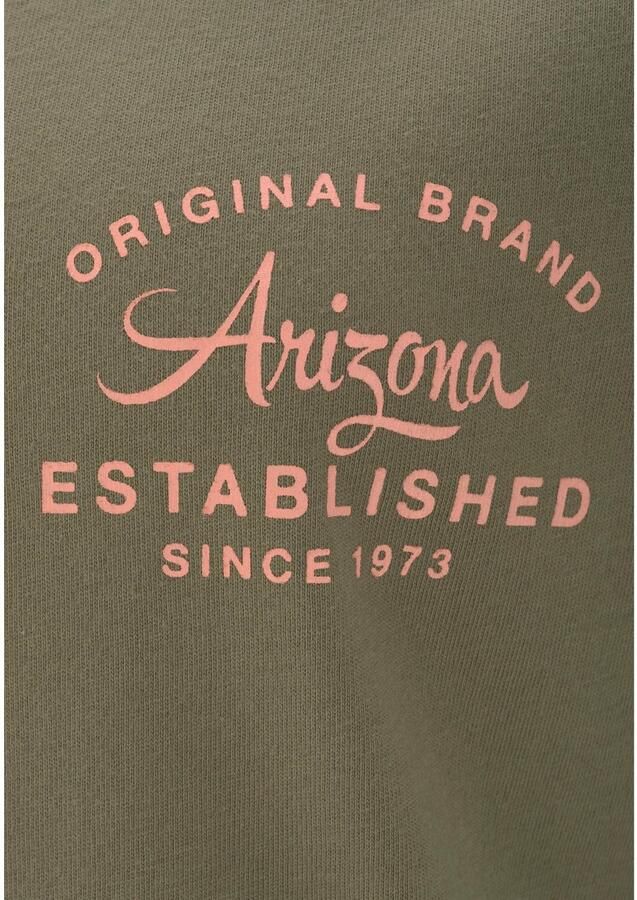 ORIGINAL BRAND
Arizona
ESTABLISHED
SINCE 1973